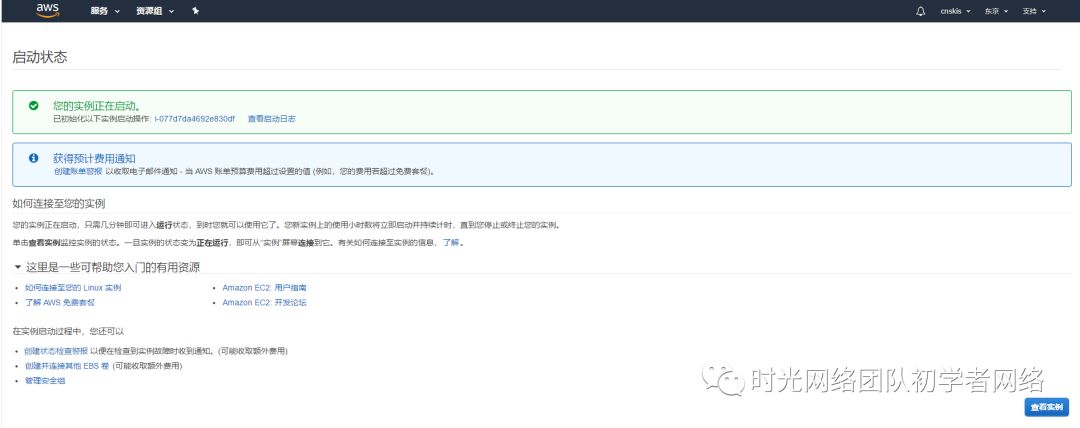 aws 服务 资源组 cnskis 东京 支持
启动状态
您的实例正在启动。
已初始化以下实例启动操作: i-077d7da4692e830df 查看启动日志
获得预计费用通知
创建账单警报 以收取电子邮件通知 - 当 AWS 账单预算费用超过设置的值 (例如，您的费用若超过免费套餐)。
如何连接至您的实例
您的实例正在启动，只需几分钟即可进入运行状态，到时您就可以使用它了。您新实例上的使用小时数将立即启动并持续计时，直到您停止或终止您的实例。
单击查看实例监控实例的状态。一旦实例的状态变为正在运行，即可从“实例”屏幕连接到它。有关如何连接至实例的信息，了解 。
这里是一些可帮助您入门的有用资源
• 如何连接至您的 Linux 实例 • Amazon EC2: 用户指南
• 了解 AWS 免费套餐 • Amazon EC2: 开发论坛
在实例启动过程中，您还可以
• 创建状态检查警报 以便在检查到实例故障时收到通知。(可能收取额外费用)
• 创建并连接其他 EBS 卷 (可能收取额外费用)
• 管理安全组
时光网络团队初学者网络
查看实例